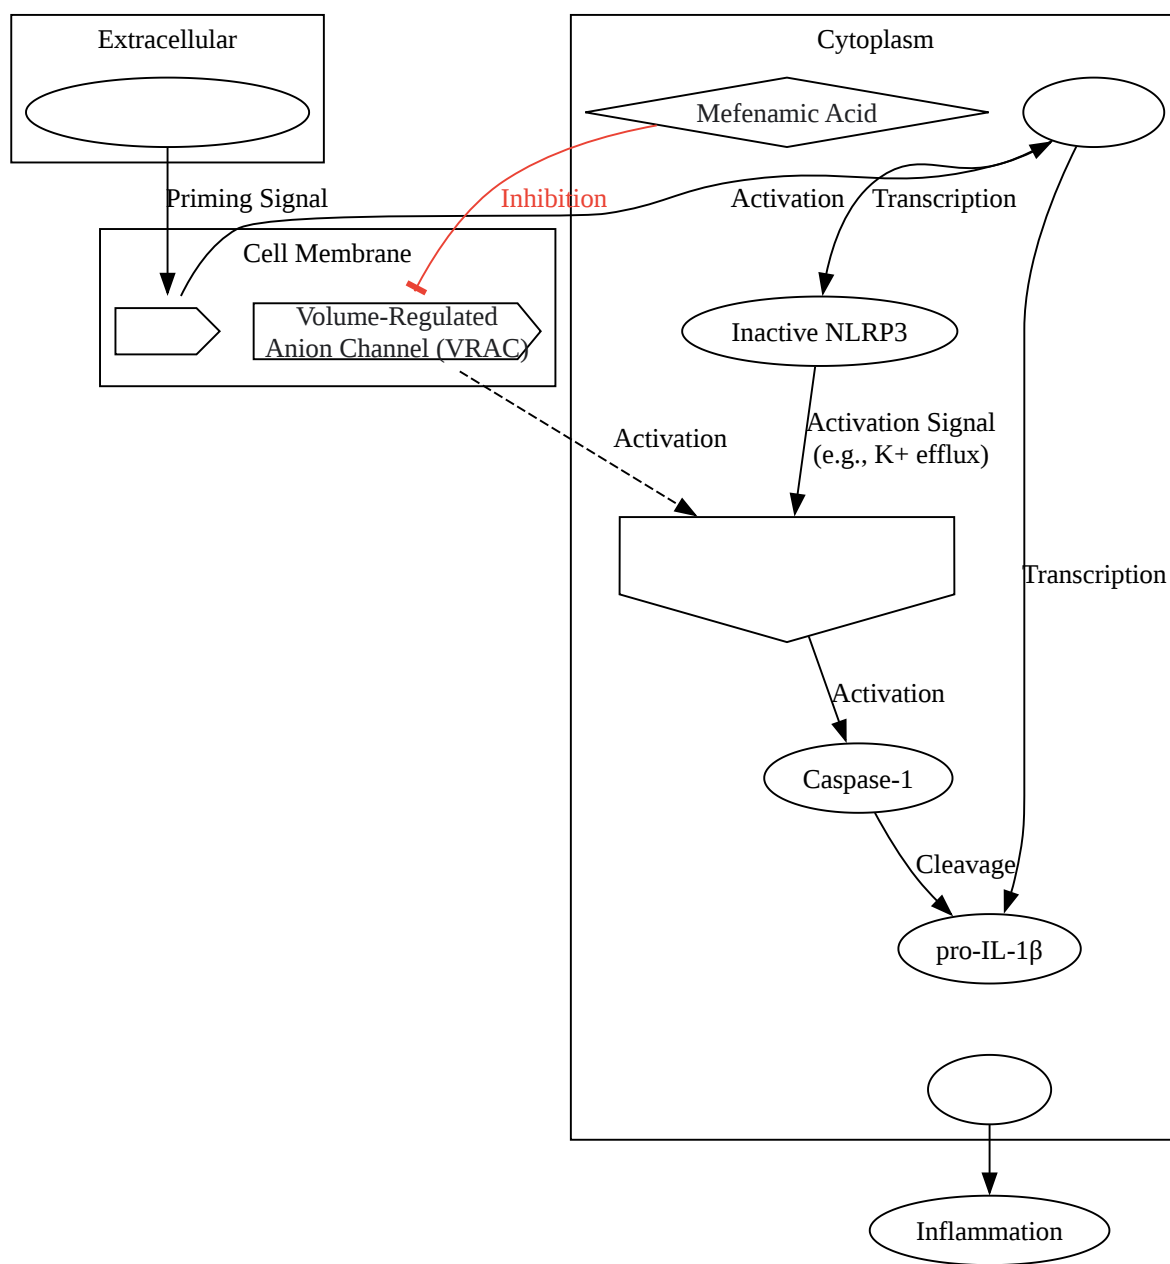 Extracellular
Cytoplasm
Mefenamic Acid
Priming Signal
Inhibition
Activation
Transcription
Cell Membrane
Volume-Regulated
Anion Channel (VRAC)
Inactive NLRP3
Activation Signal
(e.g., K+ efflux)
Activation
Transcription
Activation
Caspase-1
Cleavage
pro-IL-1β
Inflammation